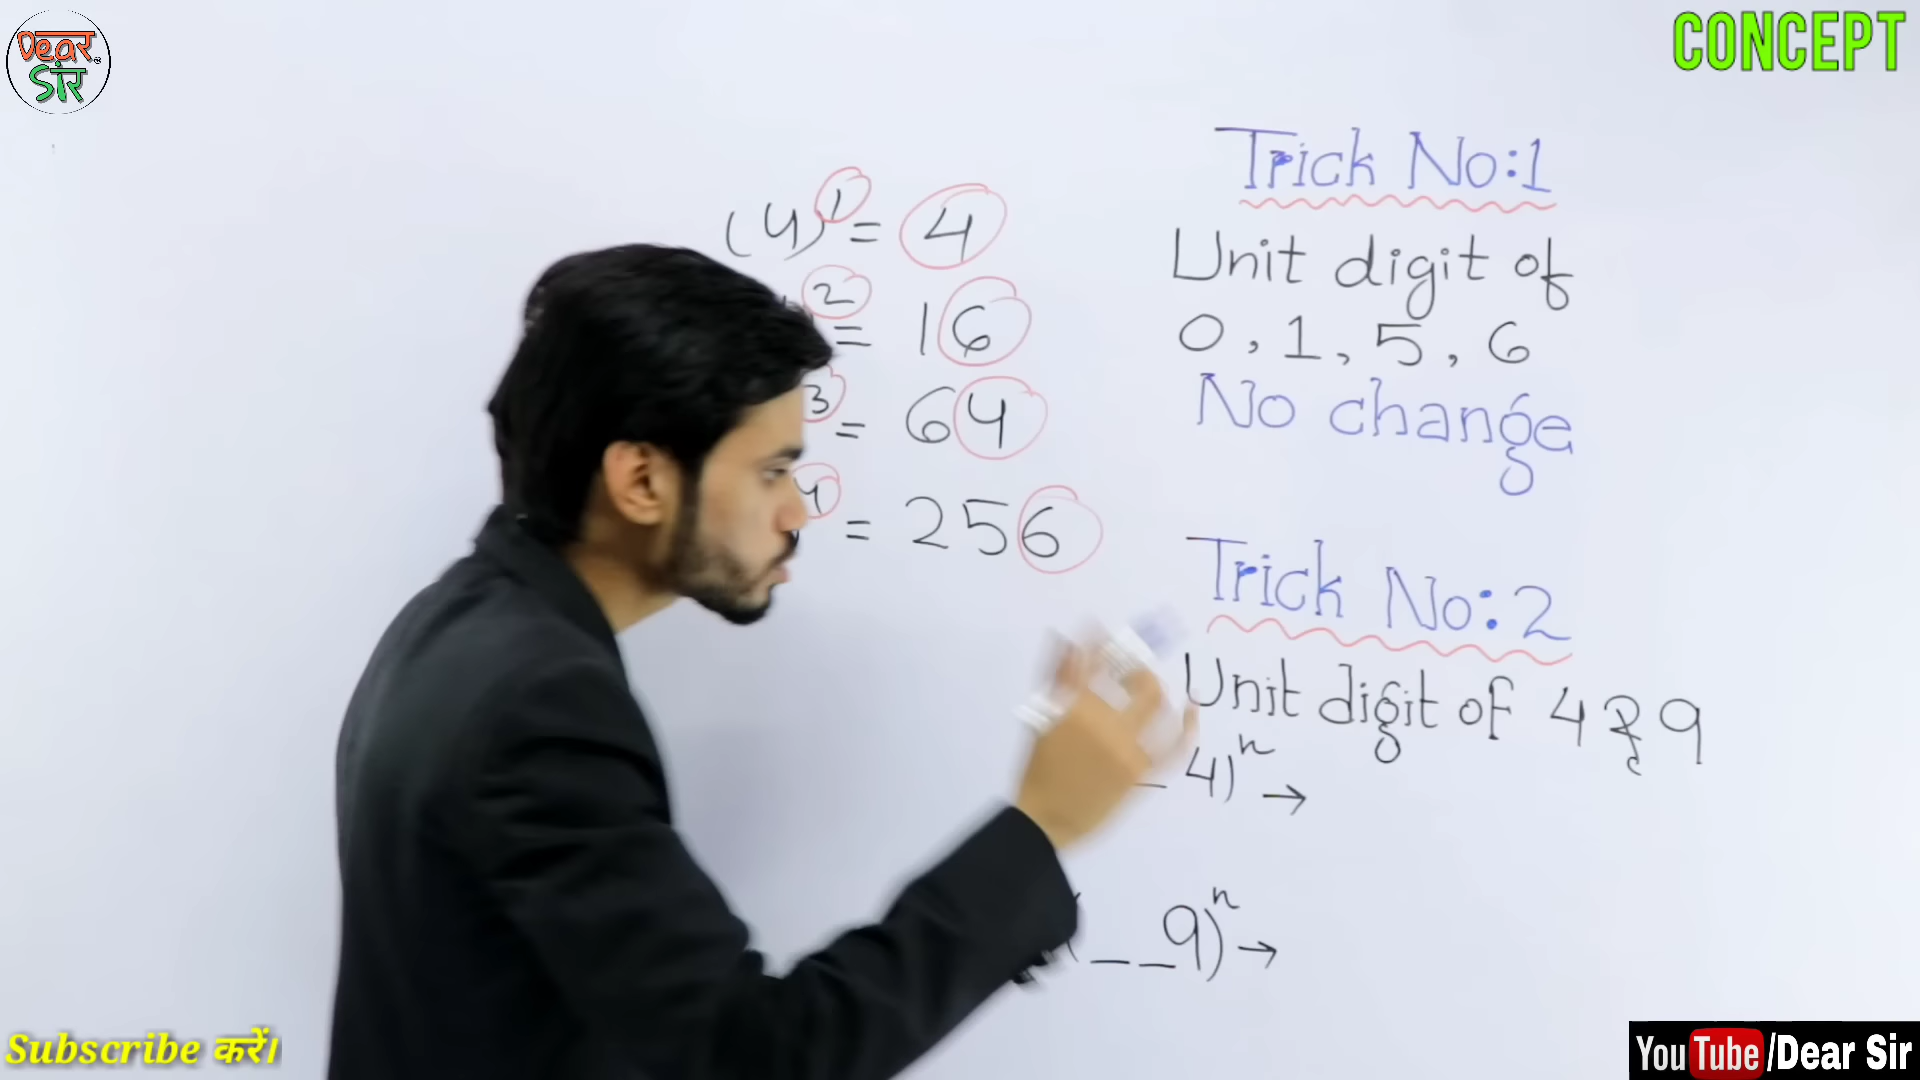 Dear सर
CONCEPT
(4)¹ = 4
2 = 16
3 = 64
4 = 256
Trick No:1
Unit digit of
0, 1, 5, 6
No change
Trick No:2
Unit digit of 4 & 9
_ 4)ⁿ →
(_ _ 9)ⁿ →
Subscribe करें।
YouTube/Dear Sir